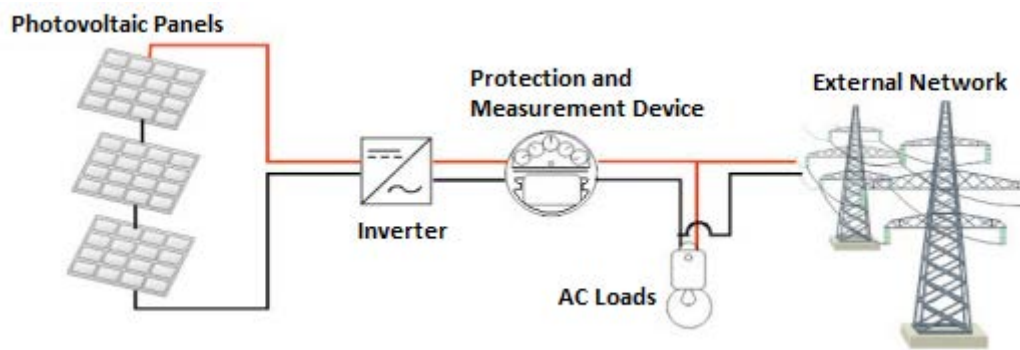 Photovoltaic Panels
Protection and
Measurement Device
External Network
Inverter
AC Loads